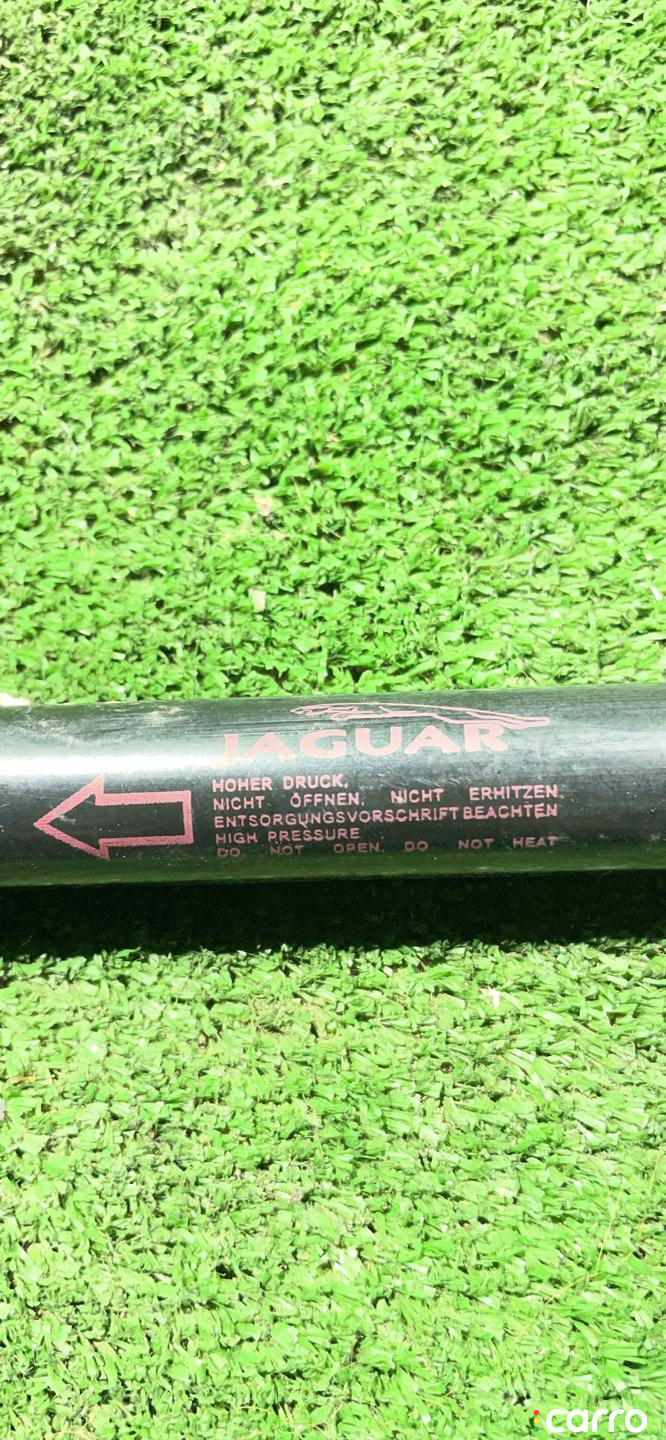 JAGUAR
HOHER DRUCK,
NICHT ÖFFNEN, NICHT ERHITZEN.
ENTSORGUNGSVORSCHRIFT BEACHTEN
HIGH PRESSURE
DO NOT OPEN. DO NOT HEAT
carro